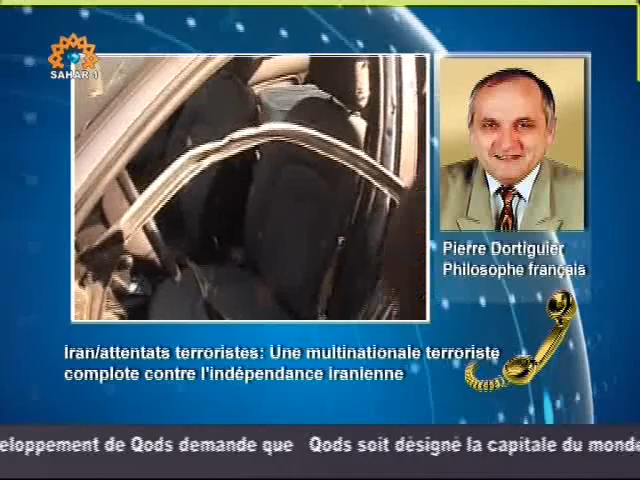 SAHAR 1
Pierre Dortiguier
Philosophe français
Iran/attentats terroristes: Une multinationale terroriste
complote contre l'indépendance iranienne
eloppement de Qods demande que Qods soit désigné la capitale du monde